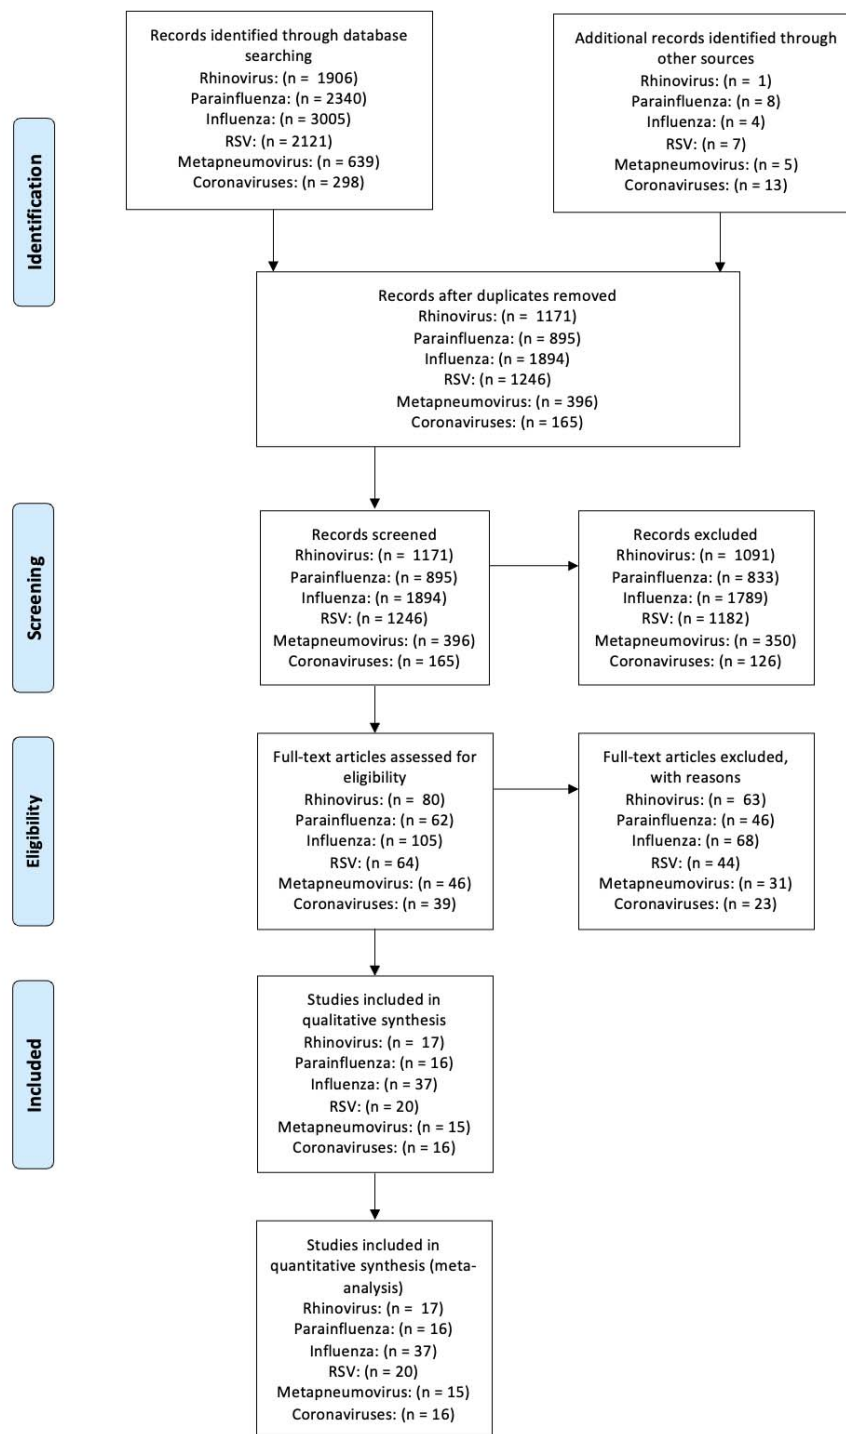 Records identified through database
searching
Rhinovirus: (n = 1906)
Parainfluenza: (n = 2340)
Influenza: (n = 3005)
RSV: (n = 2121)
Metapneumovirus: (n = 639)
Coronaviruses: (n = 298)
Additional records identified through
other sources
Rhinovirus: (n = 1)
Parainfluenza: (n = 8)
Influenza: (n = 4)
RSV: (n = 7)
Metapneumovirus: (n = 5)
Coronaviruses: (n = 13)
Identification
Records after duplicates removed
Rhinovirus: (n = 1171)
Parainfluenza: (n = 895)
Influenza: (n = 1894)
RSV: (n = 1246)
Metapneumovirus: (n = 396)
Coronaviruses: (n = 165)
Screening
Records screened
Rhinovirus: (n = 1171)
Parainfluenza: (n = 895)
Influenza: (n = 1894)
RSV: (n = 1246)
Metapneumovirus: (n = 396)
Coronaviruses: (n = 165)
Records excluded
Rhinovirus: (n = 1091)
Parainfluenza: (n = 833)
Influenza: (n = 1789)
RSV: (n = 1182)
Metapneumovirus: (n = 350)
Coronaviruses: (n = 126)
Eligibility
Full-text articles assessed for
eligibility
Rhinovirus: (n = 80)
Parainfluenza: (n = 62)
Influenza: (n = 105)
RSV: (n = 64)
Metapneumovirus: (n = 46)
Coronaviruses: (n = 39)
Full-text articles excluded,
with reasons
Rhinovirus: (n = 63)
Parainfluenza: (n = 46)
Influenza: (n = 68)
RSV: (n = 44)
Metapneumovirus: (n = 31)
Coronaviruses: (n = 23)
Included
Studies included in
qualitative synthesis
Rhinovirus: (n = 17)
Parainfluenza: (n = 16)
Influenza: (n = 37)
RSV: (n = 20)
Metapneumovirus: (n = 15)
Coronaviruses: (n = 16)
Studies included in
quantitative synthesis (meta-
analysis)
Rhinovirus: (n = 17)
Parainfluenza: (n = 16)
Influenza: (n = 37)
RSV: (n = 20)
Metapneumovirus: (n = 15)
Coronaviruses: (n = 16)